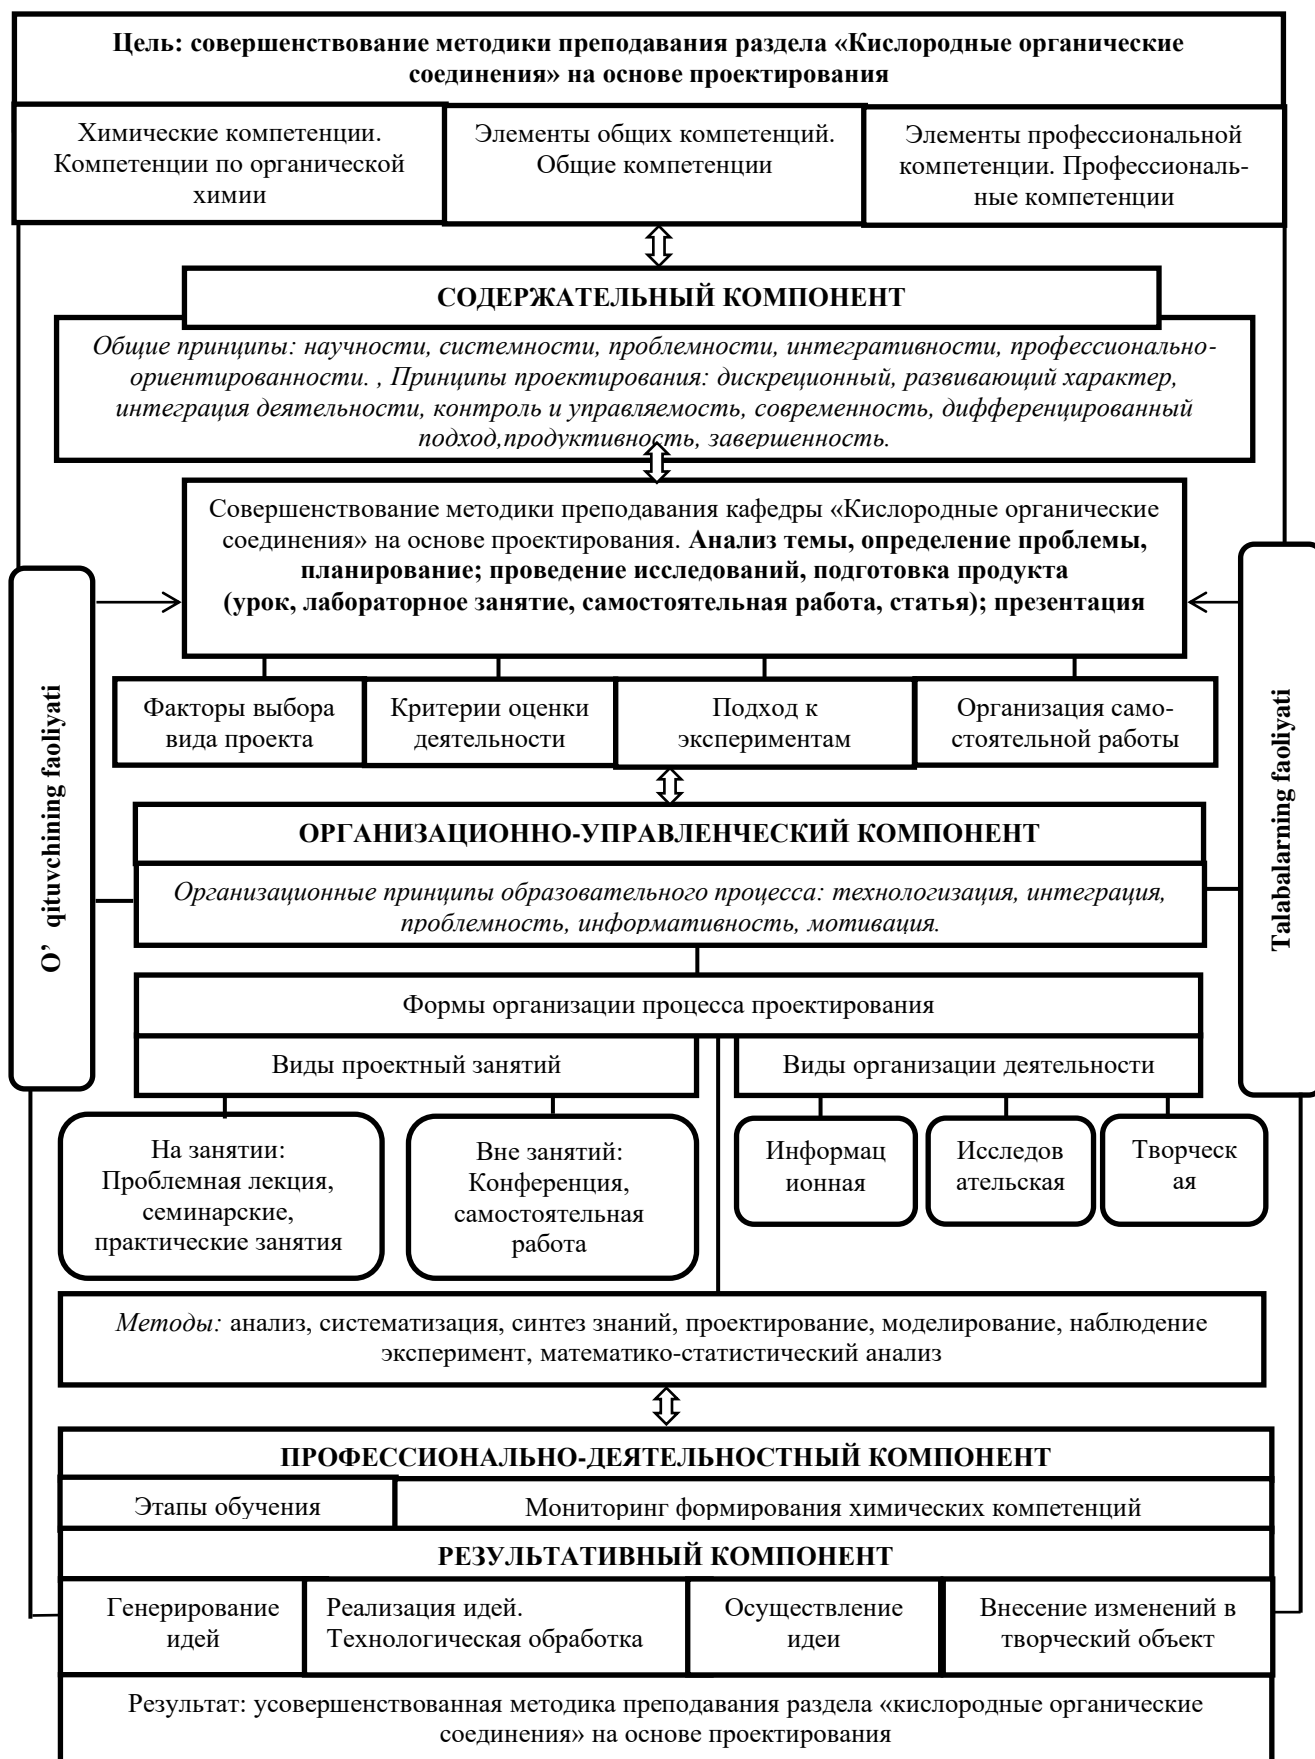 Цель: совершенствование методики преподавания раздела «Кислородные органические
соединения» на основе проектирования
Химические компетенции.
Компетенции по органической
химии
Элементы общих компетенций.
Общие компетенции
Элементы профессиональной
компетенции. Профессиональ-
ные компетенции
СОДЕРЖАТЕЛЬНЫЙ КОМПОНЕНТ
Общие принципы: научности, системности, проблемности, интегративности, профессионально-
ориентированности. , Принципы проектирования: дискреционный, развивающий характер,
интеграция деятельности, контроль и управляемость, современность, дифференцированный
подход,продуктивность, завершенность.
Совершенствование методики преподавания кафедры «Кислородные органические
соединения» на основе проектирования. Анализ темы, определение проблемы,
планирование; проведение исследований, подготовка продукта
(урок, лабораторное занятие, самостоятельная работа, статья); презентация
O’ qituvchining faoliyati
Talabalarning faoliyati
Факторы выбора
вида проекта
Критерии оценки
деятельности
Подход к
экспериментам
Организация само-
стоятельной работы
ОРГАНИЗАЦИОННО-УПРАВЛЕНЧЕСКИЙ КОМПОНЕНТ
Организационные принципы образовательного процесса: технологизация, интеграция,
проблемность, информативность, мотивация.
Формы организации процесса проектирования
Виды проектный занятий
Виды организации деятельности
На занятии:
Проблемная лекция,
семинарские,
практические занятия
Вне занятий:
Конференция,
самостоятельная
работа
Информац
ионная
Исследов
ательская
Творческ
ая
Методы: анализ, систематизация, синтез знаний, проектирование, моделирование, наблюдение
эксперимент, математико-статистический анализ
ПРОФЕССИОНАЛЬНО-ДЕЯТЕЛЬНОСТНЫЙ КОМПОНЕНТ
Этапы обучения
Мониторинг формирования химических компетенций
РЕЗУЛЬТАТИВНЫЙ КОМПОНЕНТ
Генерирование
идей
Реализация идей.
Технологическая обработка
Осуществление
идеи
Внесение изменений в
творческий объект
Результат: усовершенствованная методика преподавания раздела «кислородные органические
соединения» на основе проектирования